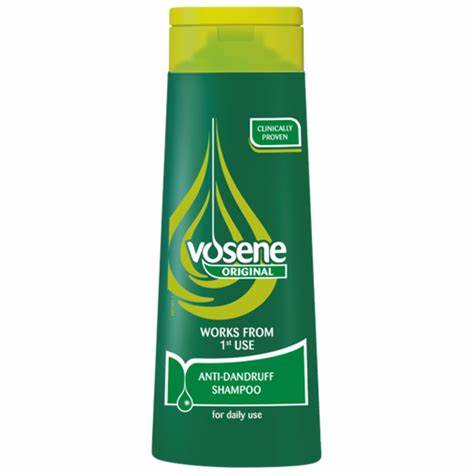 CLINICALLY
PROVEN
vosene
ORIGINAL
WORKS FROM
1st USE
ANTI-DANDRUFF
SHAMPOO
for daily use